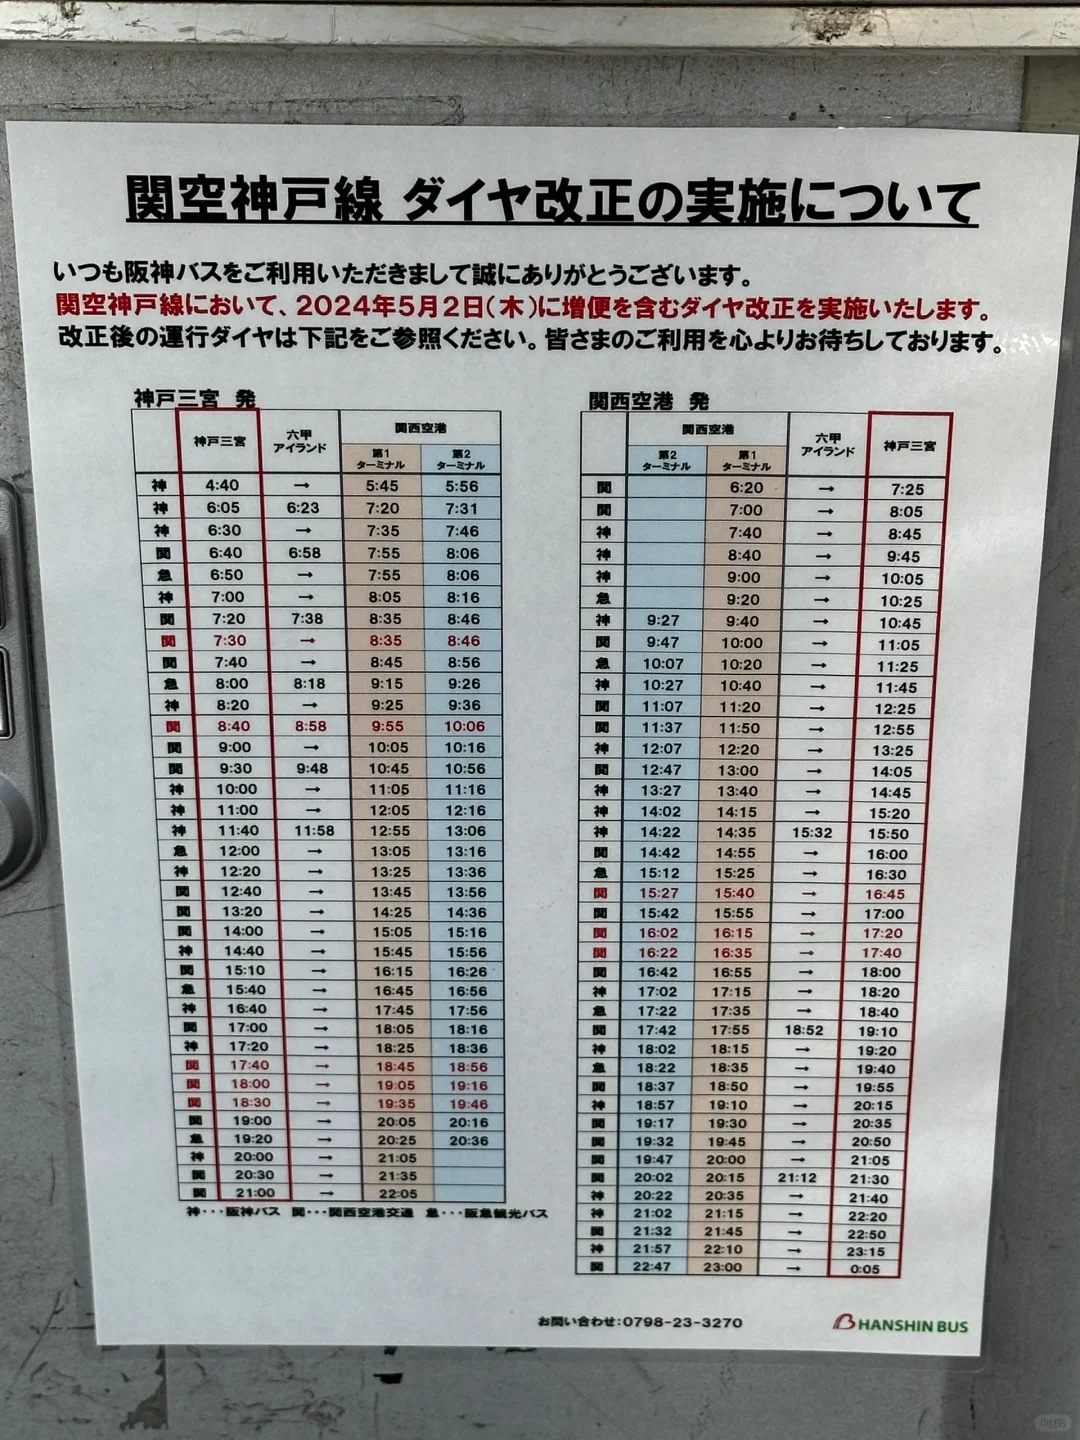 関空神戸線 ダイヤ改正の実施について
いつも阪神バスをご利用いただきまして誠にありがとうございます。
関空神戸線において、2024年5月2日(木)に増便を含むダイヤ改正を実施いたします。
改正後の運行ダイヤは下記をご参照ください。皆さまのご利用を心よりお待ちしております。
神戸三宮 発
神戸三宮 六甲アイランド 関西空港
第1ターミナル 第2ターミナル
神 4:40 → 5:45 5:56
神 6:05 6:23 7:20 7:31
神 6:30 → 7:35 7:46
関 6:40 6:58 7:55 8:06
急 6:50 → 7:55 8:06
神 7:00 → 8:05 8:16
関 7:20 7:38 8:35 8:46
関 7:30 → 8:35 8:46
関 7:40 → 8:45 8:56
急 8:00 8:18 9:15 9:26
神 8:20 → 9:25 9:36
関 8:40 8:58 9:55 10:06
関 9:00 → 10:05 10:16
関 9:30 9:48 10:45 10:56
神 10:00 → 11:05 11:16
神 11:00 → 12:05 12:16
神 11:40 11:58 12:55 13:06
急 12:00 → 13:05 13:16
神 12:20 → 13:25 13:36
関 12:40 → 13:45 13:56
関 13:20 → 14:25 14:36
関 14:00 → 15:05 15:16
神 14:40 → 15:45 15:56
関 15:10 → 16:15 16:26
急 15:40 → 16:45 16:56
神 16:40 → 17:45 17:56
関 17:00 → 18:05 18:16
神 17:20 → 18:25 18:36
関 17:40 → 18:45 18:56
関 18:00 → 19:05 19:16
関 18:30 → 19:35 19:46
関 19:00 → 20:05 20:16
急 19:20 → 20:25 20:36
神 20:00 → 21:05
関 20:30 → 21:35
関 21:00 → 22:05
神・・・阪神バス 関・・・関西空港交通 急・・・阪急観光バス
関西空港 発
関西空港 六甲アイランド 神戸三宮
第2ターミナル 第1ターミナル
関 6:20 → 7:25
関 7:00 → 8:05
神 7:40 → 8:45
神 8:40 → 9:45
神 9:00 → 10:05
急 9:20 → 10:25
神 9:27 9:40 → 10:45
関 9:47 10:00 → 11:05
急 10:07 10:20 → 11:25
神 10:27 10:40 → 11:45
関 11:07 11:20 → 12:25
関 11:37 11:50 → 12:55
神 12:07 12:20 → 13:25
関 12:47 13:00 → 14:05
神 13:27 13:40 → 14:45
神 14:02 14:15 → 15:20
神 14:22 14:35 15:32 15:50
関 14:42 14:55 → 16:00
急 15:12 15:25 → 16:30
関 15:27 15:40 → 16:45
関 15:42 15:55 → 17:00
関 16:02 16:15 → 17:20
関 16:22 16:35 → 17:40
関 16:42 16:55 → 18:00
神 17:02 17:15 → 18:20
急 17:22 17:35 → 18:40
関 17:42 17:55 18:52 19:10
神 18:02 18:15 → 19:20
急 18:22 18:35 → 19:40
関 18:37 18:50 → 19:55
神 18:57 19:10 → 20:15
関 19:17 19:30 → 20:35
関 19:32 19:45 → 20:50
関 19:47 20:00 → 21:05
関 20:02 20:15 21:12 21:30
神 20:22 20:35 → 21:40
神 21:02 21:15 → 22:20
関 21:32 21:45 → 22:50
神 21:57 22:10 → 23:15
関 22:47 23:00 → 0:05
お問い合わせ:0798-23-3270
HANSHIN BUS